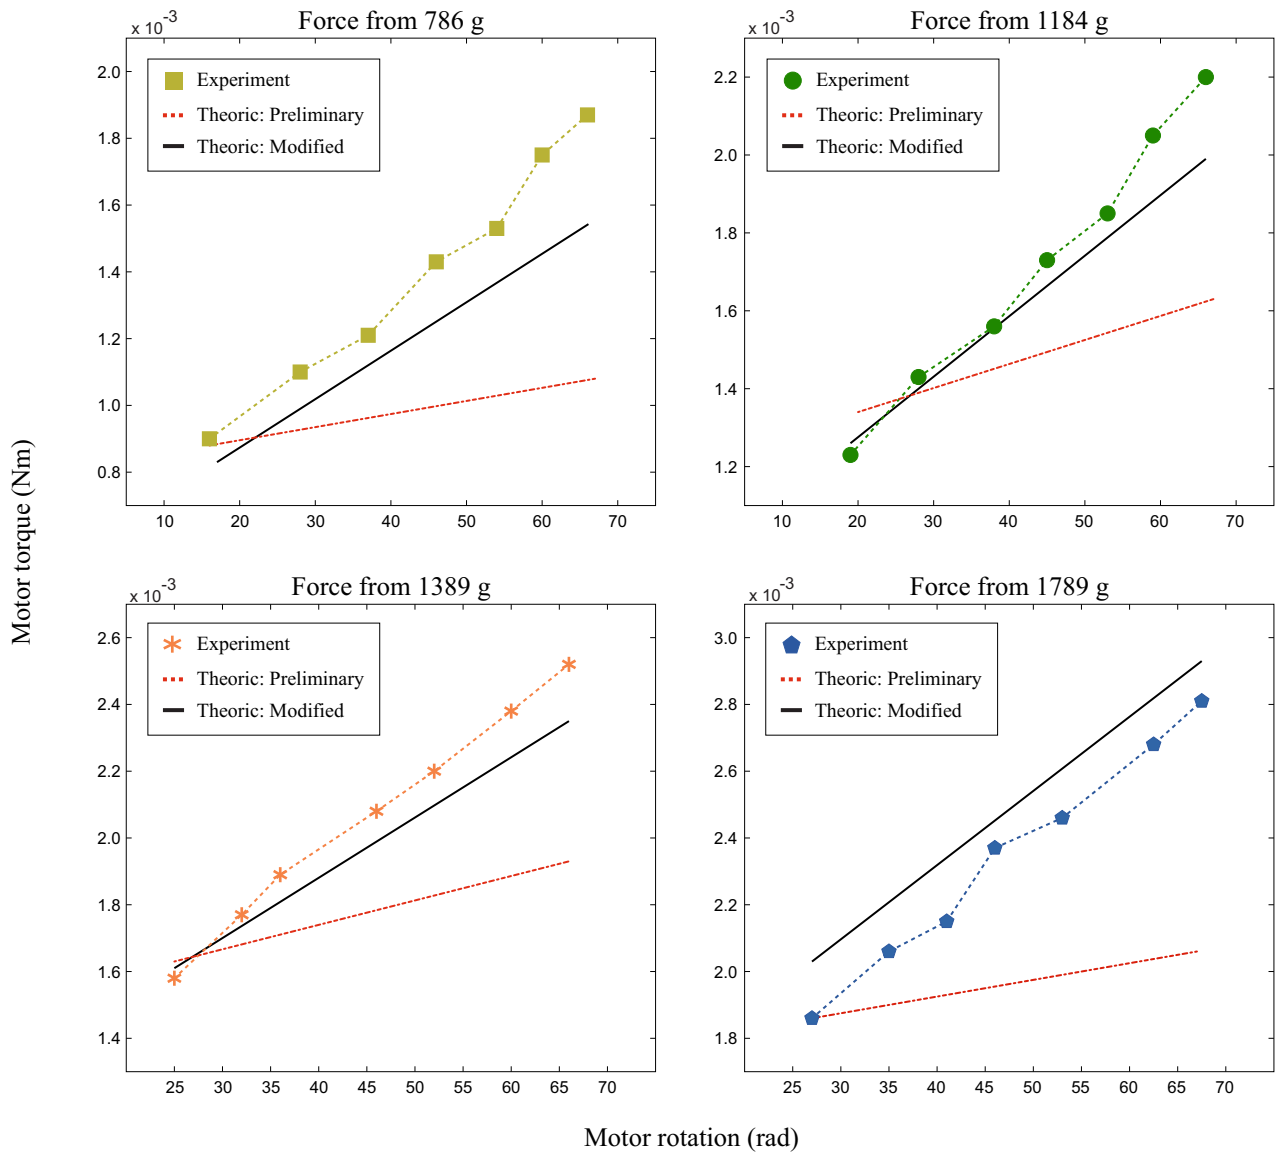 Force from 786 g
x 10-3
2.0
1.8
1.6
1.4
1.2
1.0
0.8
Experiment
Theoric: Preliminary
Theoric: Modified
10 20 30 40 50 60 70
Force from 1184 g
x 10-3
2.2
2.0
1.8
1.6
1.4
1.2
Experiment
Theoric: Preliminary
Theoric: Modified
10 20 30 40 50 60 70
Motor torque (Nm)
Force from 1389 g
x 10-3
2.6
2.4
2.2
2.0
1.8
1.6
1.4
Experiment
Theoric: Preliminary
Theoric: Modified
25 30 35 40 45 50 55 60 65 70
Force from 1789 g
x 10-3
3.0
2.8
2.6
2.4
2.2
2.0
1.8
Experiment
Theoric: Preliminary
Theoric: Modified
25 30 35 40 45 50 55 60 65 70
Motor rotation (rad)